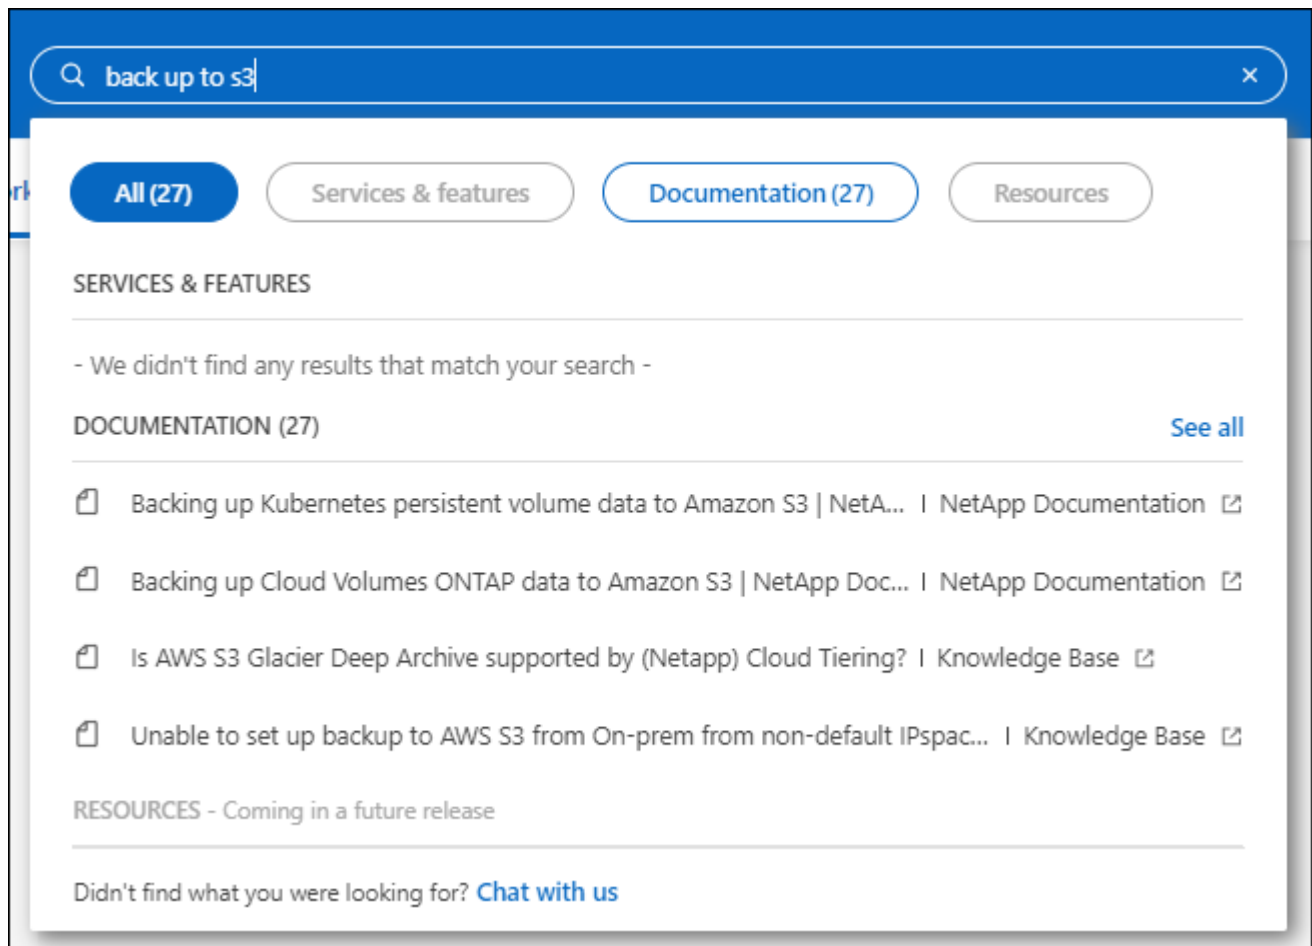 back up to s3
All (27) Services & features Documentation (27) Resources
SERVICES & FEATURES
- We didn't find any results that match your search -
DOCUMENTATION (27) See all
Backing up Kubernetes persistent volume data to Amazon S3 | NetA... I NetApp Documentation
Backing up Cloud Volumes ONTAP data to Amazon S3 | NetApp Doc... I NetApp Documentation
Is AWS S3 Glacier Deep Archive supported by (Netapp) Cloud Tiering? I Knowledge Base
Unable to set up backup to AWS S3 from On-prem from non-default IPspac... I Knowledge Base
RESOURCES - Coming in a future release
Didn't find what you were looking for? Chat with us